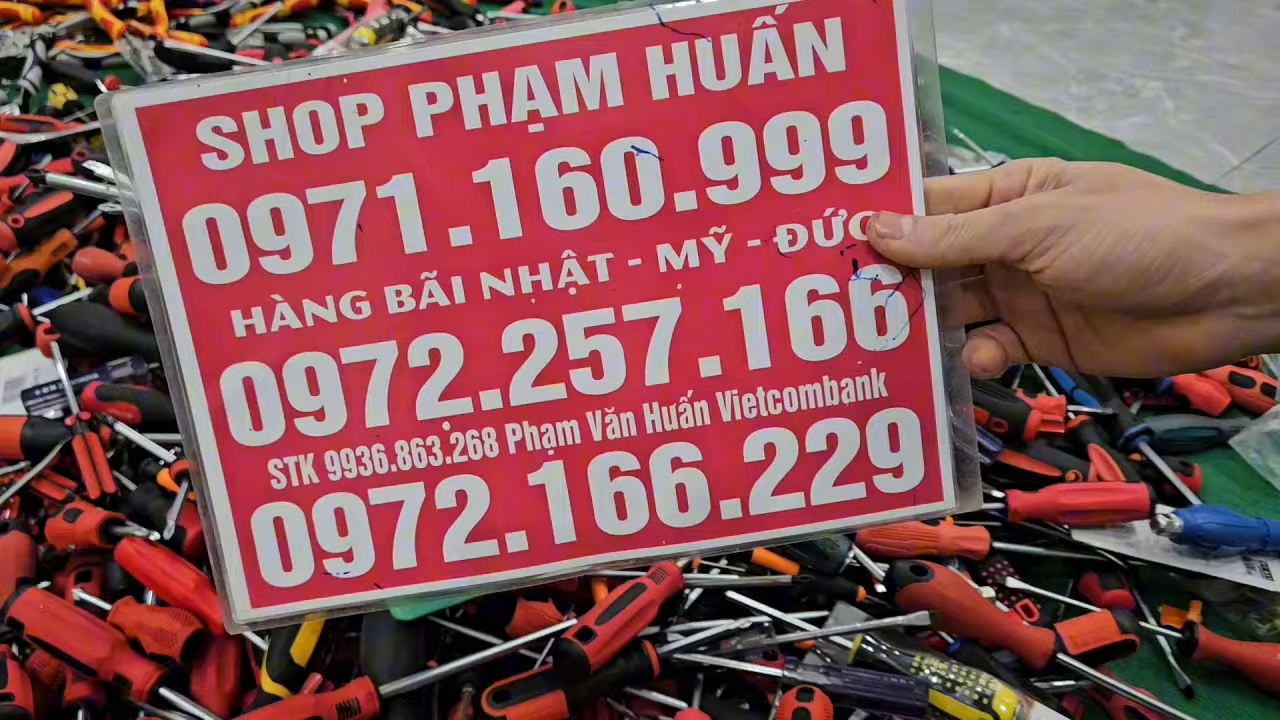 SHOP PHẠM HUẤN
0971.160.999
HÀNG BÃI NHẬT - MỸ - ĐỨC
0972.257.166
STK 9936.863.268 Phạm Văn Huấn Vietcombank
0972.166.229